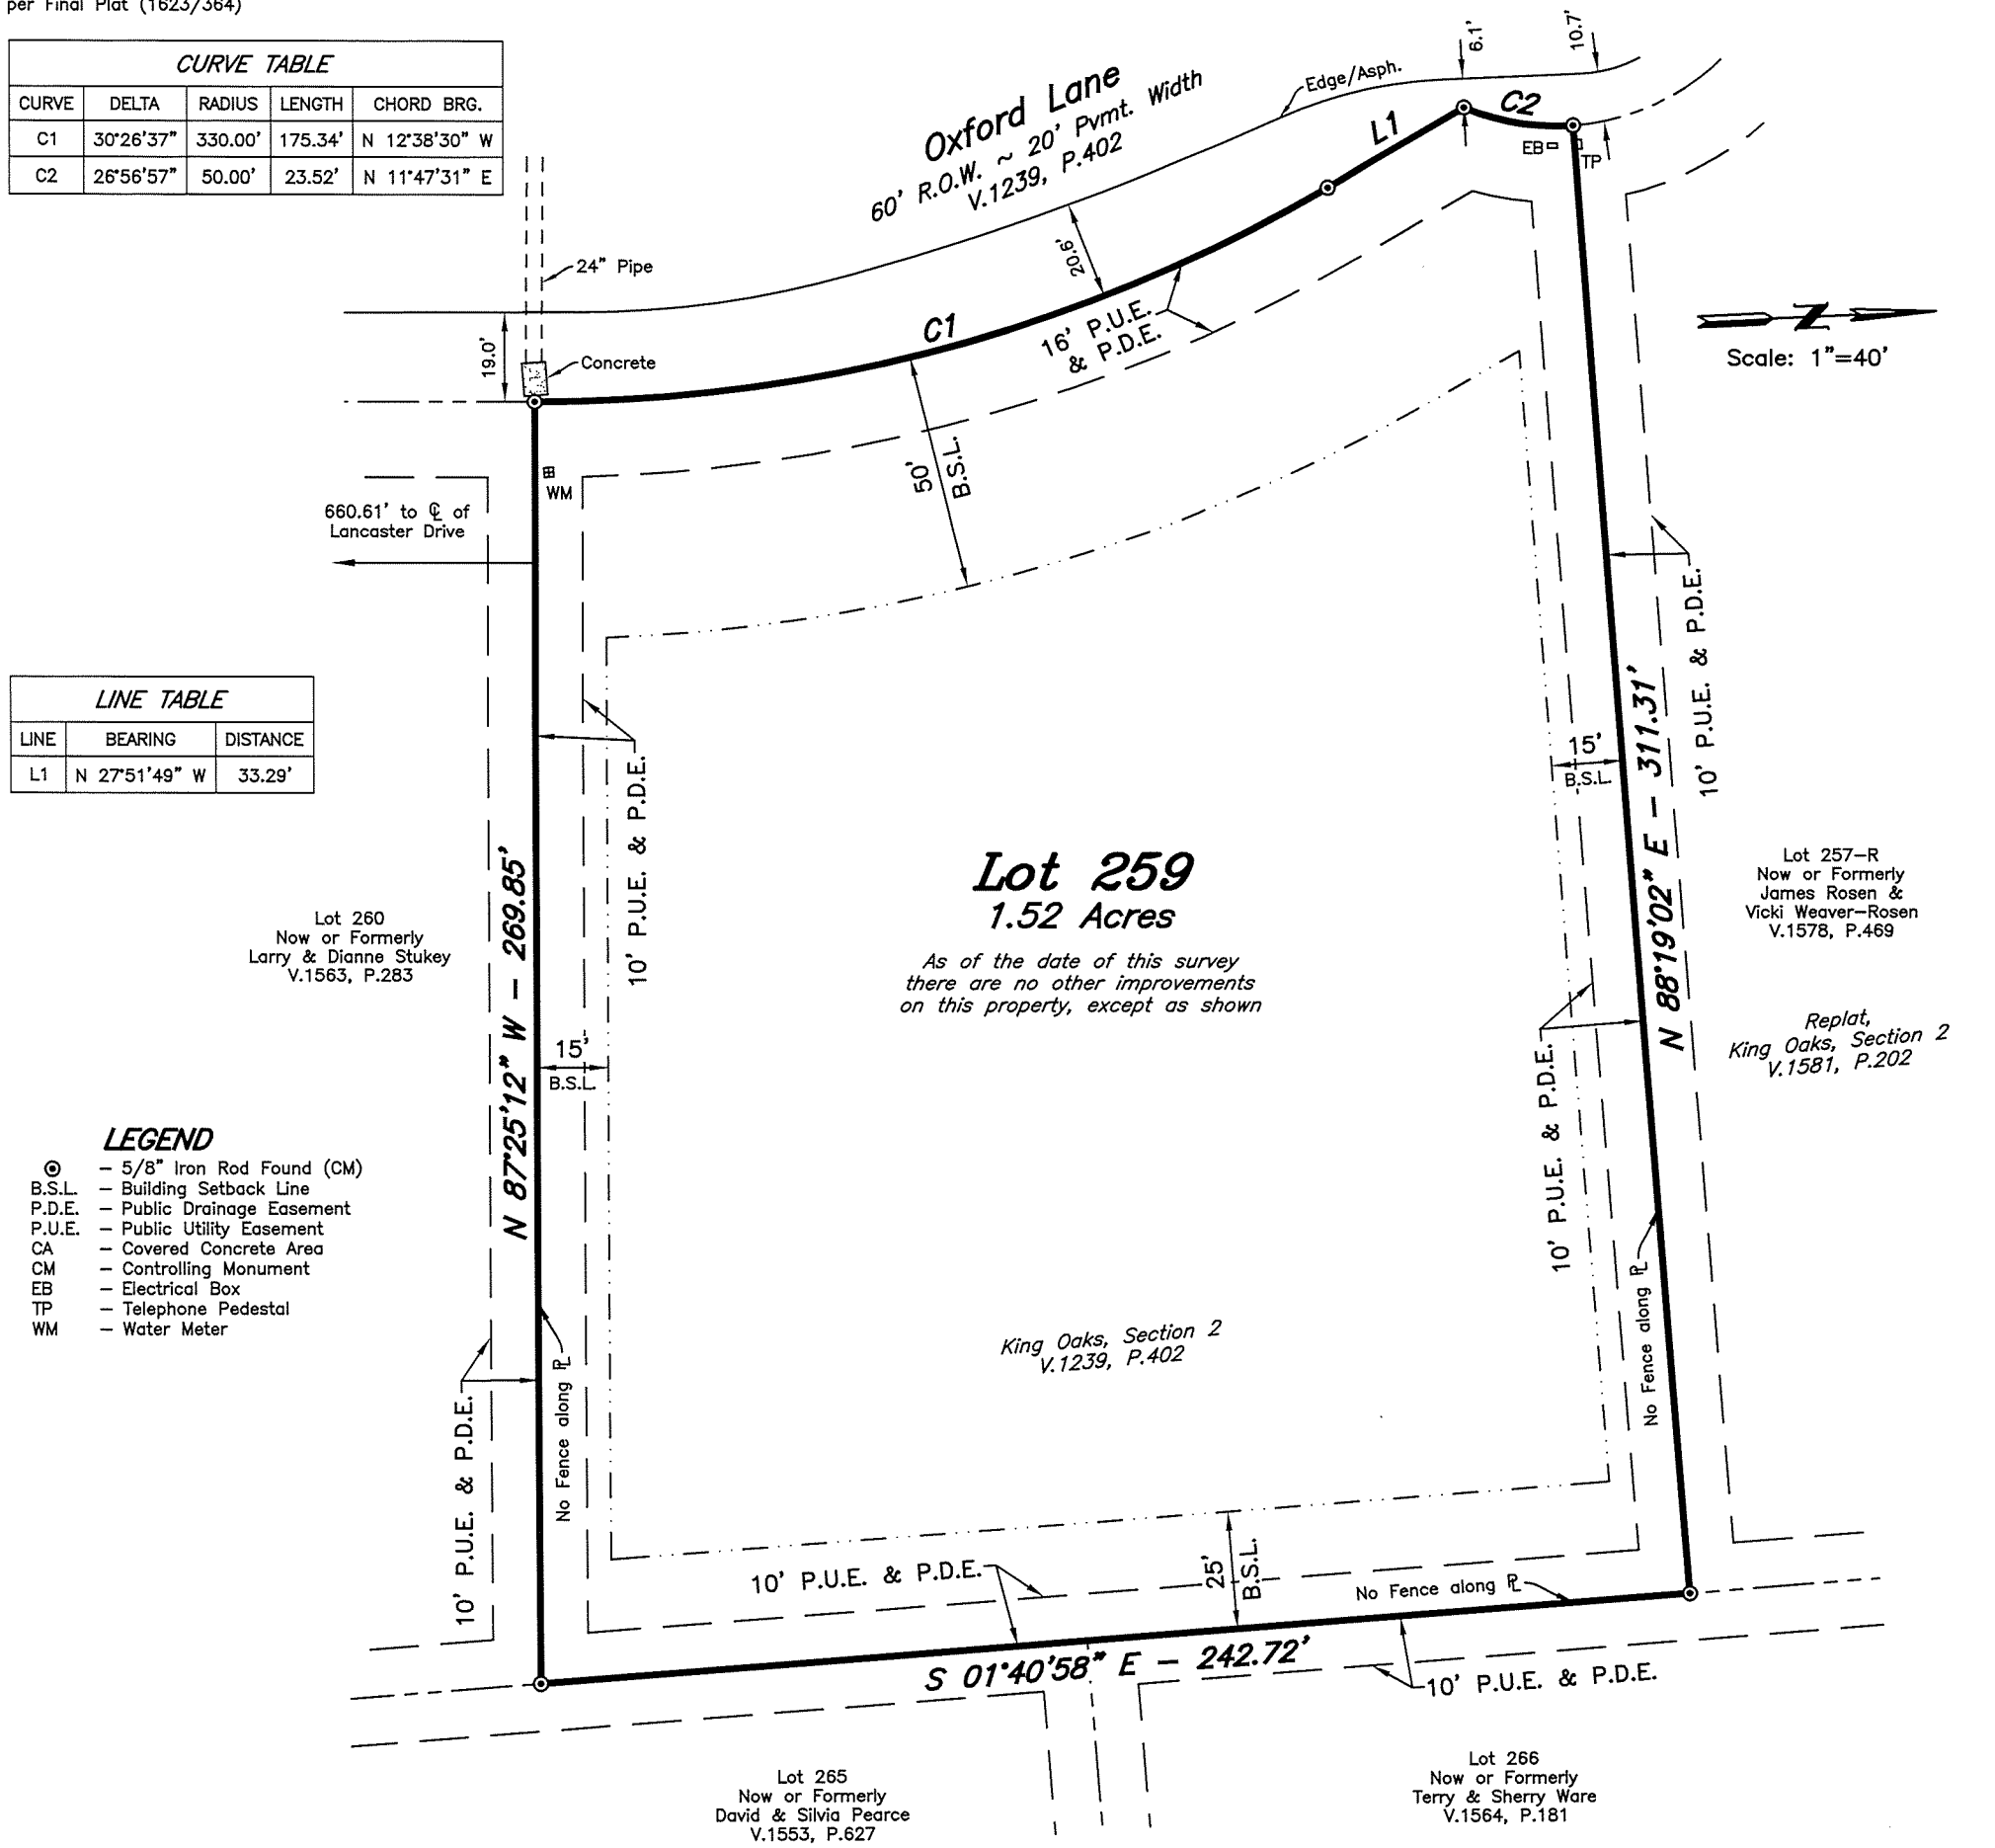 per Final Plat (1623/364)
CURVE TABLE
CURVE DELTA RADIUS LENGTH CHORD BRG.
C1 30°26'37" 330.00' 175.34' N 12°38'30" W
C2 26°56'57" 50.00' 23.52' N 11°47'31" E
Oxford Lane
60' R.O.W. ~ 20' Pvmt. Width
V.1239, P.402
Edge/Asph.
6.1'
10.7'
C2
L1
EB
TP
24" Pipe
20.6'
C1
16' P.U.E.
& P.D.E.
19.0'
Concrete
N
Scale: 1"=40'
50'
B.S.L.
WM
660.61' to ℄ of
Lancaster Drive
LINE TABLE
LINE BEARING DISTANCE
L1 N 27°51'49" W 33.29'
10' P.U.E. & P.D.E.
10' P.U.E. & P.D.E.
15'
B.S.L.
N 88°19'02" E - 311.31'
N 87°25'12" W - 269.85'
Lot 259
1.52 Acres
As of the date of this survey
there are no other improvements
on this property, except as shown
Lot 260
Now or Formerly
Larry & Dianne Stukey
V.1563, P.283
Lot 257-R
Now or Formerly
James Rosen &
Vicki Weaver-Rosen
V.1578, P.469
Replat,
King Oaks, Section 2
V.1581, P.202
15'
B.S.L.
10' P.U.E. & P.D.E.
LEGEND
- 5/8" Iron Rod Found (CM)
B.S.L. - Building Setback Line
P.D.E. - Public Drainage Easement
P.U.E. - Public Utility Easement
CA - Covered Concrete Area
CM - Controlling Monument
EB - Electrical Box
TP - Telephone Pedestal
WM - Water Meter
King Oaks, Section 2
V.1239, P.402
No Fence along ⅊
No Fence along ⅊
10' P.U.E. & P.D.E.
10' P.U.E. & P.D.E.
25'
B.S.L.
No Fence along ⅊
S 01°40'58" E - 242.72'
10' P.U.E. & P.D.E.
Lot 265
Now or Formerly
David & Silvia Pearce
V.1553, P.627
Lot 266
Now or Formerly
Terry & Sherry Ware
V.1564, P.181